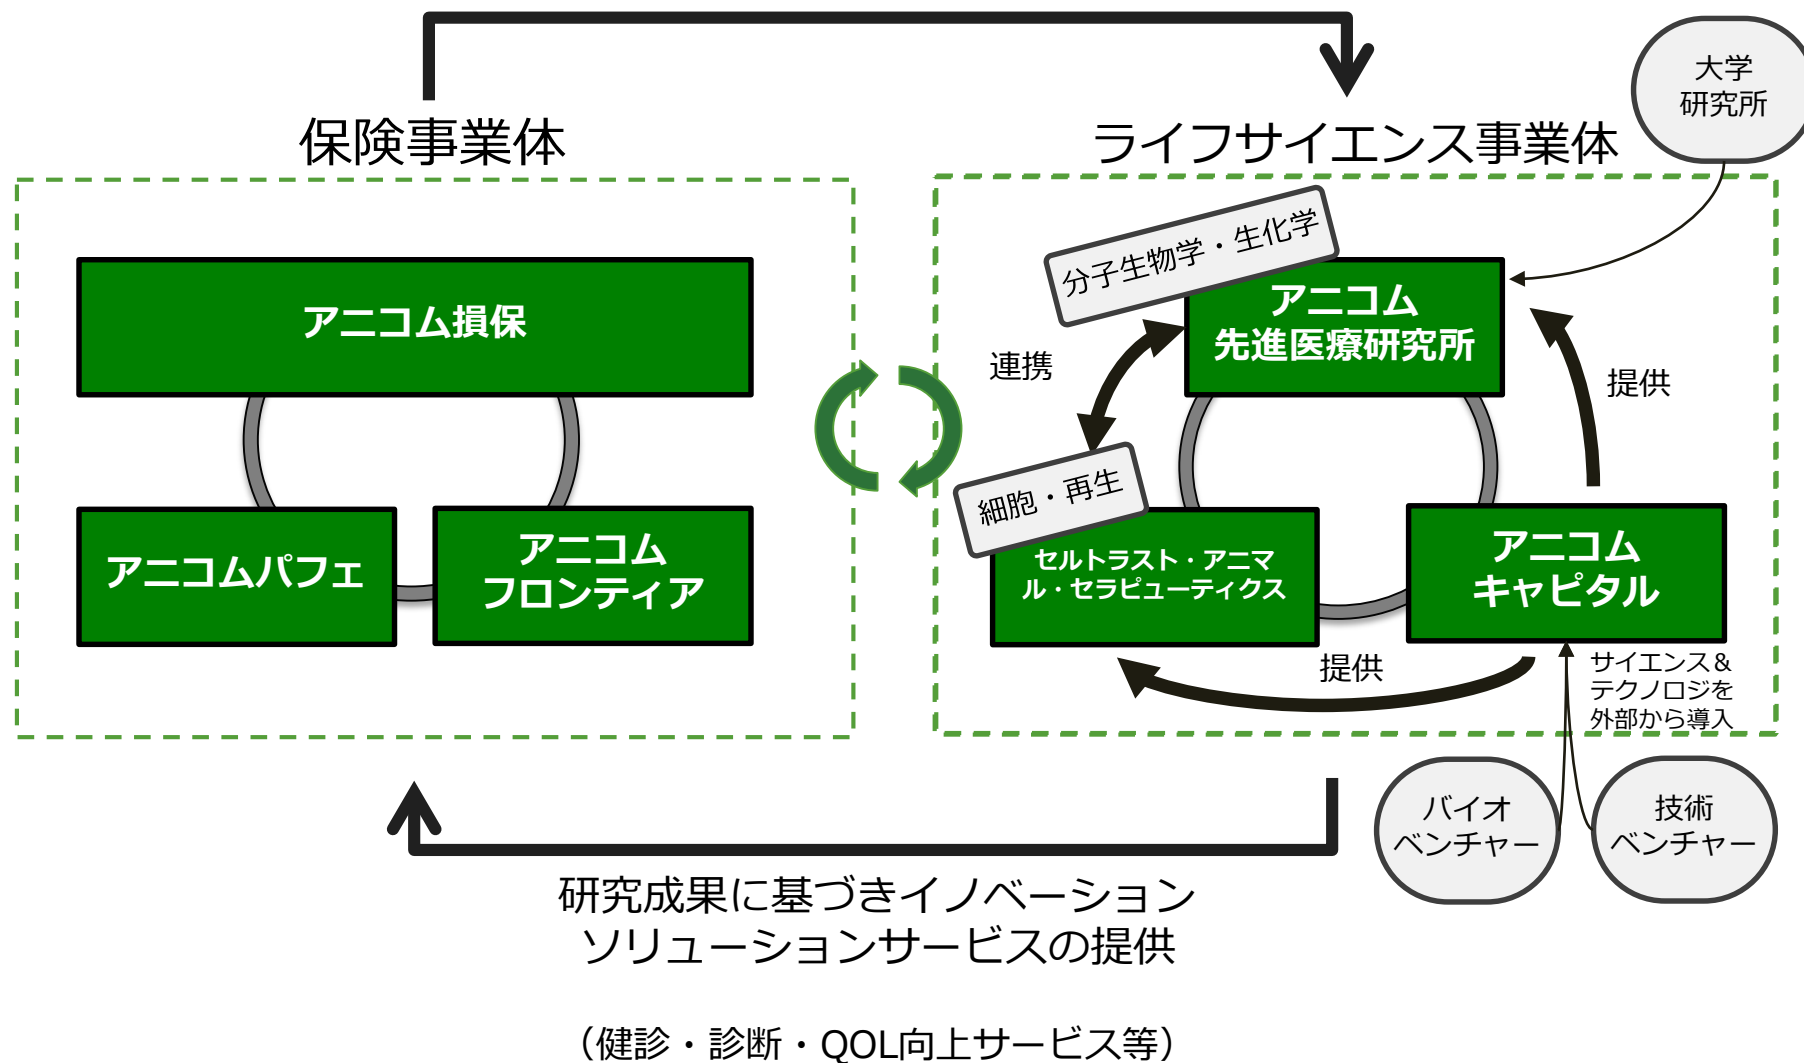 保険事業体
ライフサイエンス事業体
大学
研究所
アニコム損保
アニコムパフェ
アニコム
フロンティア
分子生物学・生化学
アニコム
先進医療研究所
連携
提供
細胞・再生
セルトラスト・アニマ
ル・セラピューティクス
アニコム
キャピタル
提供
サイエンス＆
テクノロジを
外部から導入
バイオ
ベンチャー
技術
ベンチャー
研究成果に基づきイノベーション
ソリューションサービスの提供
（健診・診断・QOL向上サービス等）